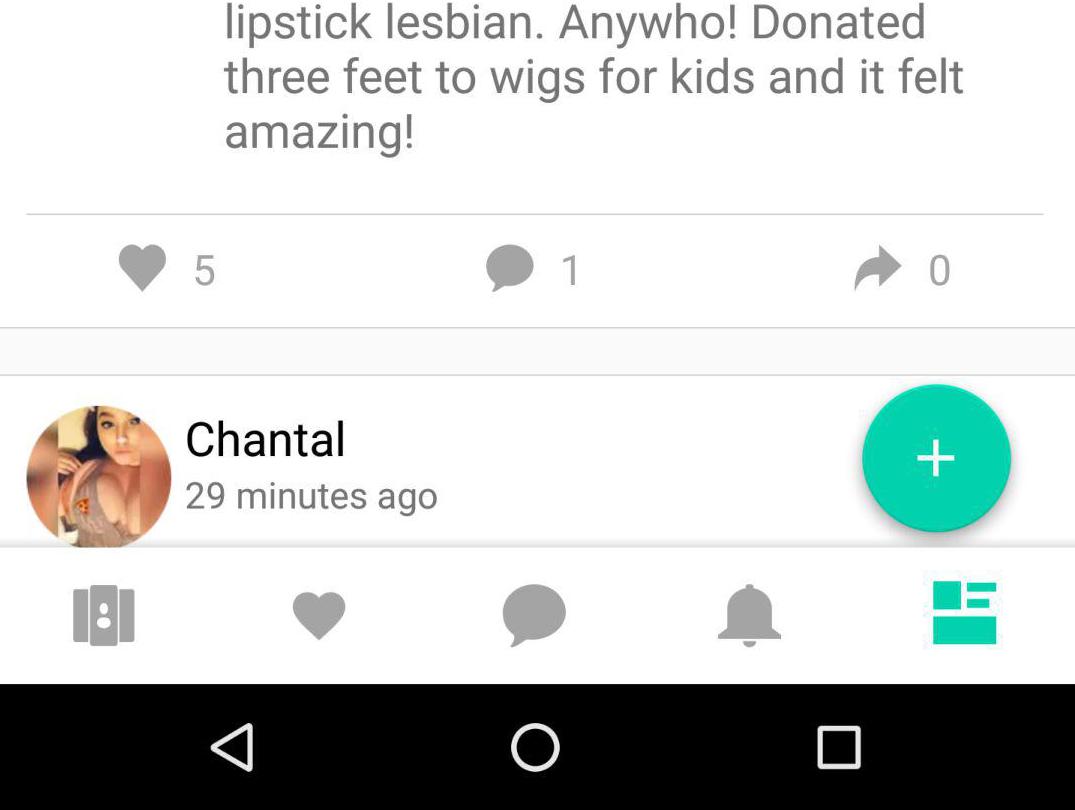 lipstick lesbian. Anywho! Donated
three feet to wigs for kids and it felt
amazing!
5
1
0
Chantal
29 minutes ago